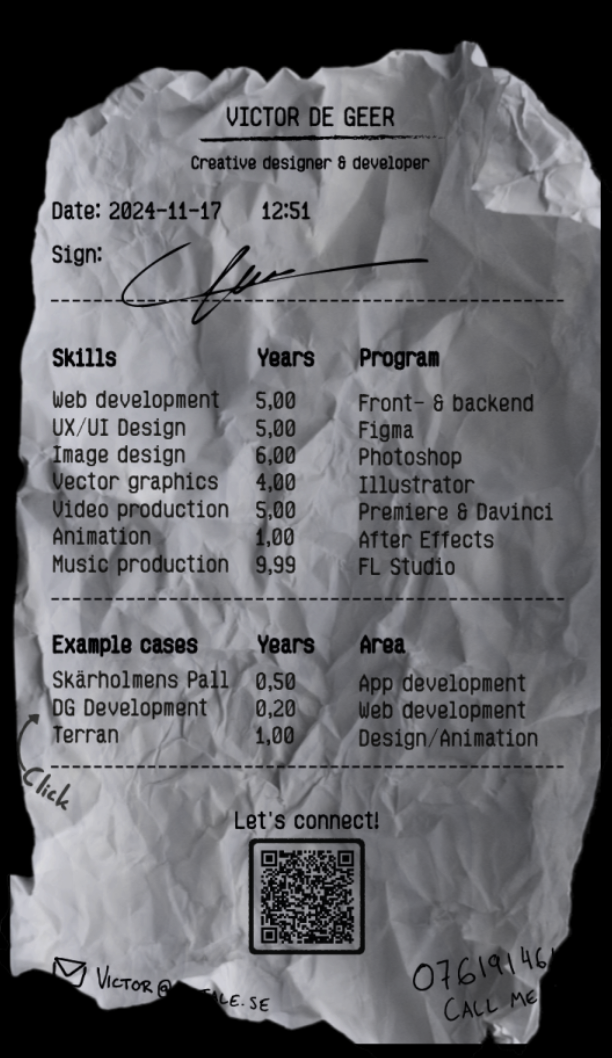 VICTOR DE GEER
Creative designer & developer
Date: 2024-11-17 12:51
Sign:
Skills Years Program
Web development 5,00 Front- & backend
UX/UI Design 5,00 Figma
Image design 6,00 Photoshop
Vector graphics 4,00 Illustrator
Video production 5,00 Premiere & Davinci
Animation 1,00 After Effects
Music production 9,99 FL Studio
Example cases Years Area
Skärholmens Pall 0,50 App development
DG Development 0,20 Web development
Terran 1,00 Design/Animation
Click
Let's connect!
VICTOR@ LE.SE
07619146
CALL ME